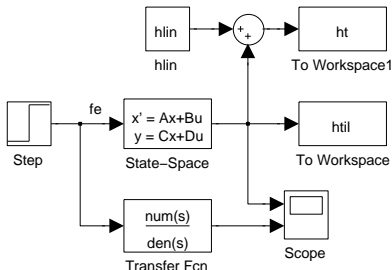 hlin
hlin
+
+
ht
To Workspace1
fe
Step
x' = Ax+Bu
y = Cx+Du
State−Space
htil
To Workspace
num(s)
den(s)
Transfer Fcn
Scope